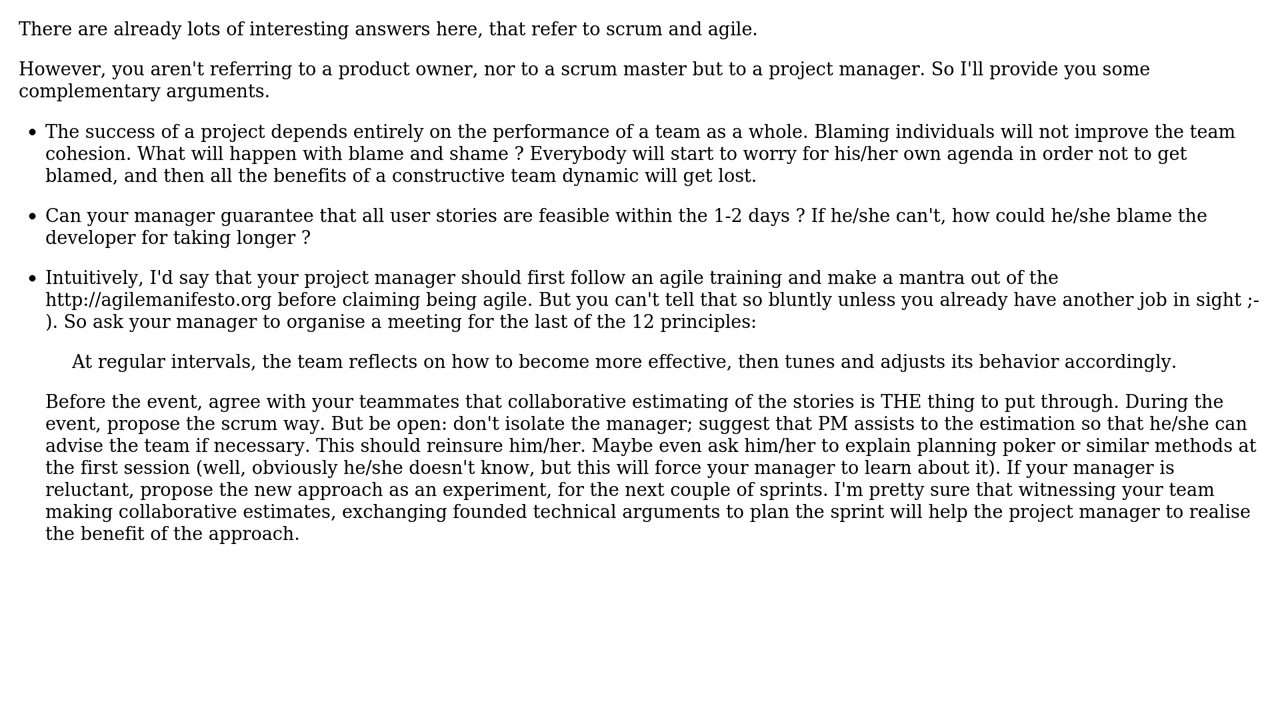 There are already lots of interesting answers here, that refer to scrum and agile.
However, you aren't referring to a product owner, nor to a scrum master but to a project manager. So I'll provide you some
complementary arguments.
• The success of a project depends entirely on the performance of a team as a whole. Blaming individuals will not improve the team
cohesion. What will happen with blame and shame ? Everybody will start to worry for his/her own agenda in order not to get
blamed, and then all the benefits of a constructive team dynamic will get lost.
• Can your manager guarantee that all user stories are feasible within the 1-2 days ? If he/she can't, how could he/she blame the
developer for taking longer ?
• Intuitively, I'd say that your project manager should first follow an agile training and make a mantra out of the
http://agilemanifesto.org before claiming being agile. But you can't tell that so bluntly unless you already have another job in sight ;-
). So ask your manager to organise a meeting for the last of the 12 principles:
At regular intervals, the team reflects on how to become more effective, then tunes and adjusts its behavior accordingly.
Before the event, agree with your teammates that collaborative estimating of the stories is THE thing to put through. During the
event, propose the scrum way. But be open: don't isolate the manager; suggest that PM assists to the estimation so that he/she can
advise the team if necessary. This should reinsure him/her. Maybe even ask him/her to explain planning poker or similar methods at
the first session (well, obviously he/she doesn't know, but this will force your manager to learn about it). If your manager is
reluctant, propose the new approach as an experiment, for the next couple of sprints. I'm pretty sure that witnessing your team
making collaborative estimates, exchanging founded technical arguments to plan the sprint will help the project manager to realise
the benefit of the approach.